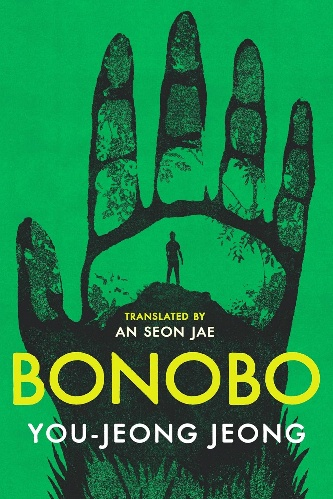 TRANSLATED BY
AN SEON JAE
BONOBO
YOU-JEONG JEONG